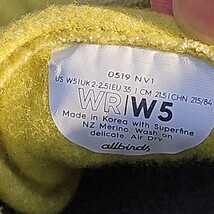 0519 NV1
US W5 | UK 2-2.5 | EU 35 | CM 21.5 | CHN 215/84
WR W5
Made in Korea with Superfine
NZ Merino. Wash on
delicate. Air Dry
allbirds